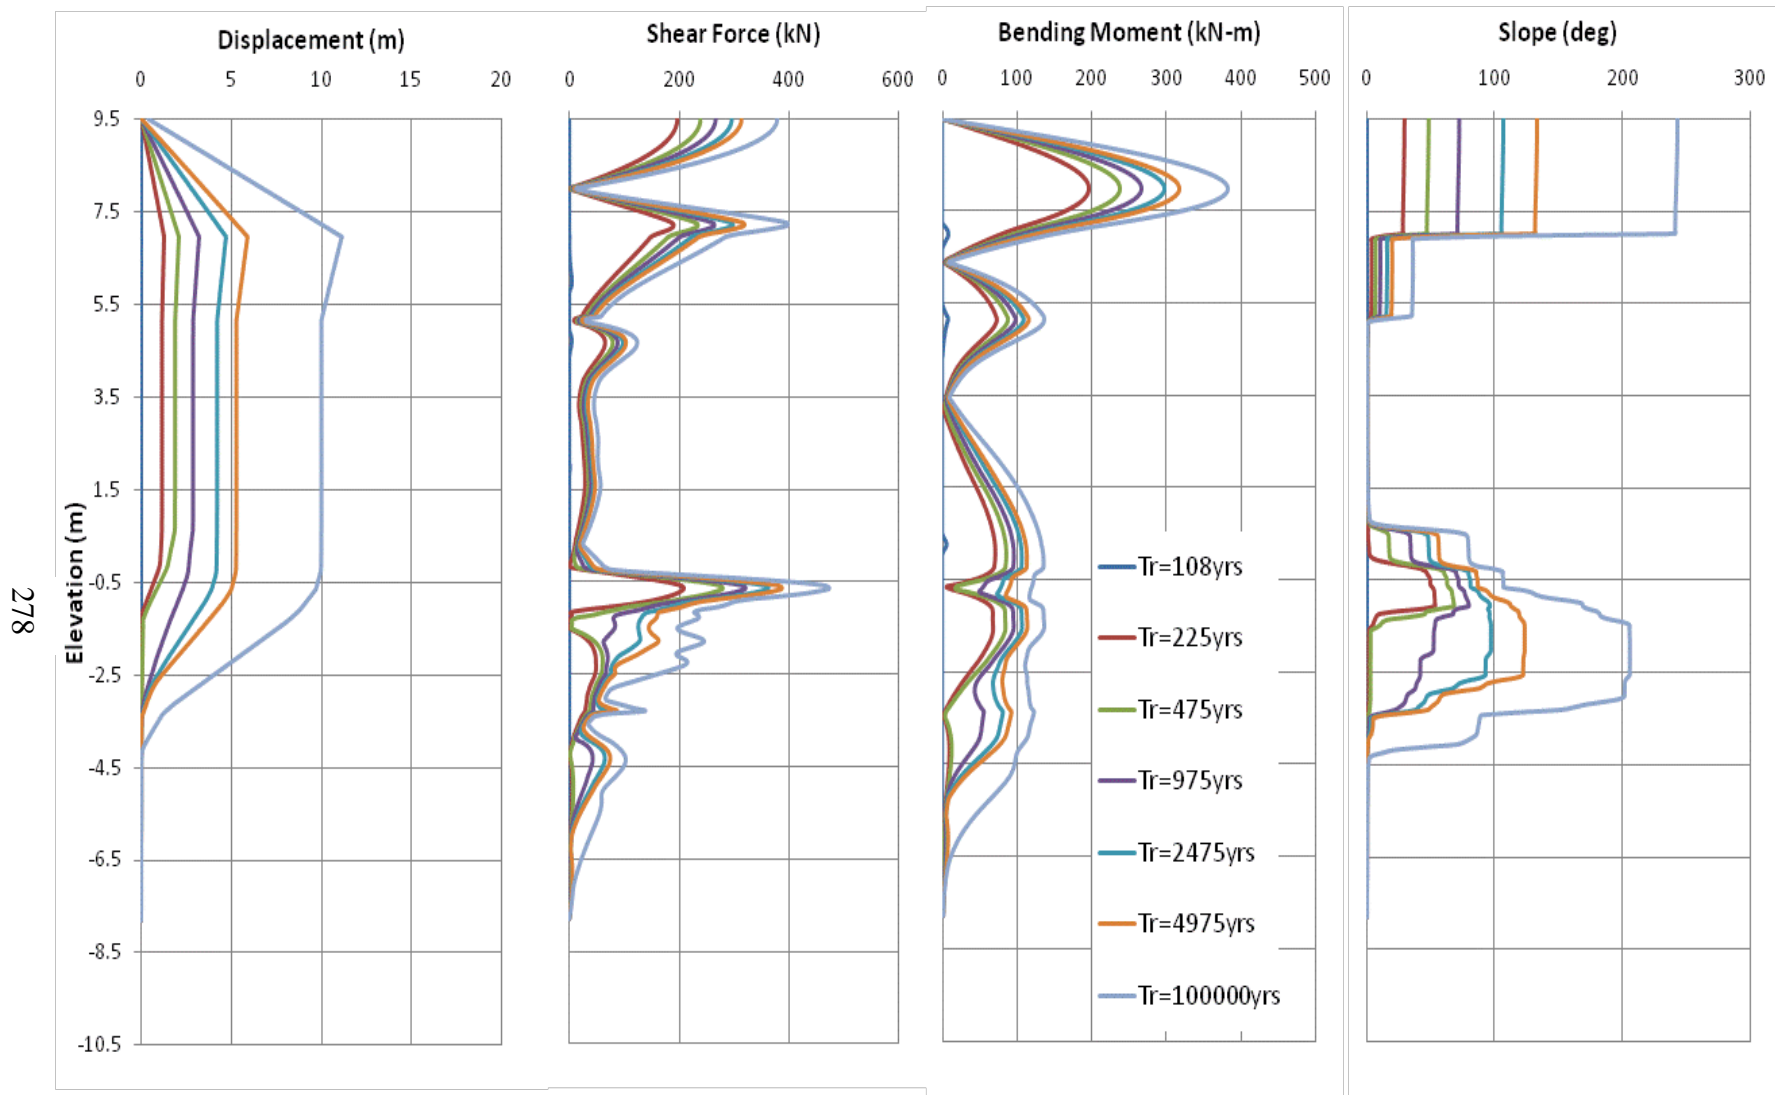 Displacement (m)
0 5 10 15 20
Shear Force (kN)
0 200 400 600
Bending Moment (kN-m)
0 100 200 300 400 500
Slope (deg)
0 100 200 300
Elevation (m)
9.5
7.5
5.5
3.5
1.5
-0.5
-2.5
-4.5
-6.5
-8.5
-10.5
Tr=108yrs
Tr=225yrs
Tr=475yrs
Tr=975yrs
Tr=2475yrs
Tr=4975yrs
Tr=100000yrs
278